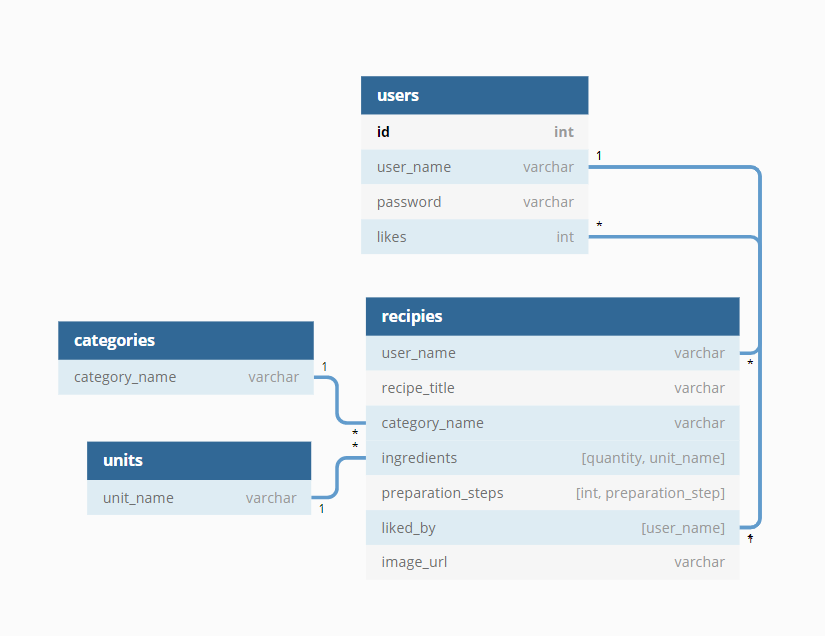 users
id int
user_name varchar
1
password varchar
likes int
*
recipies
user_name varchar
*
recipe_title varchar
category_name varchar
ingredients [quantity, unit_name]
preparation_steps [int, preparation_step]
liked_by [user_name]
*
image_url varchar
categories
category_name varchar
1
*
*
units
unit_name varchar
1